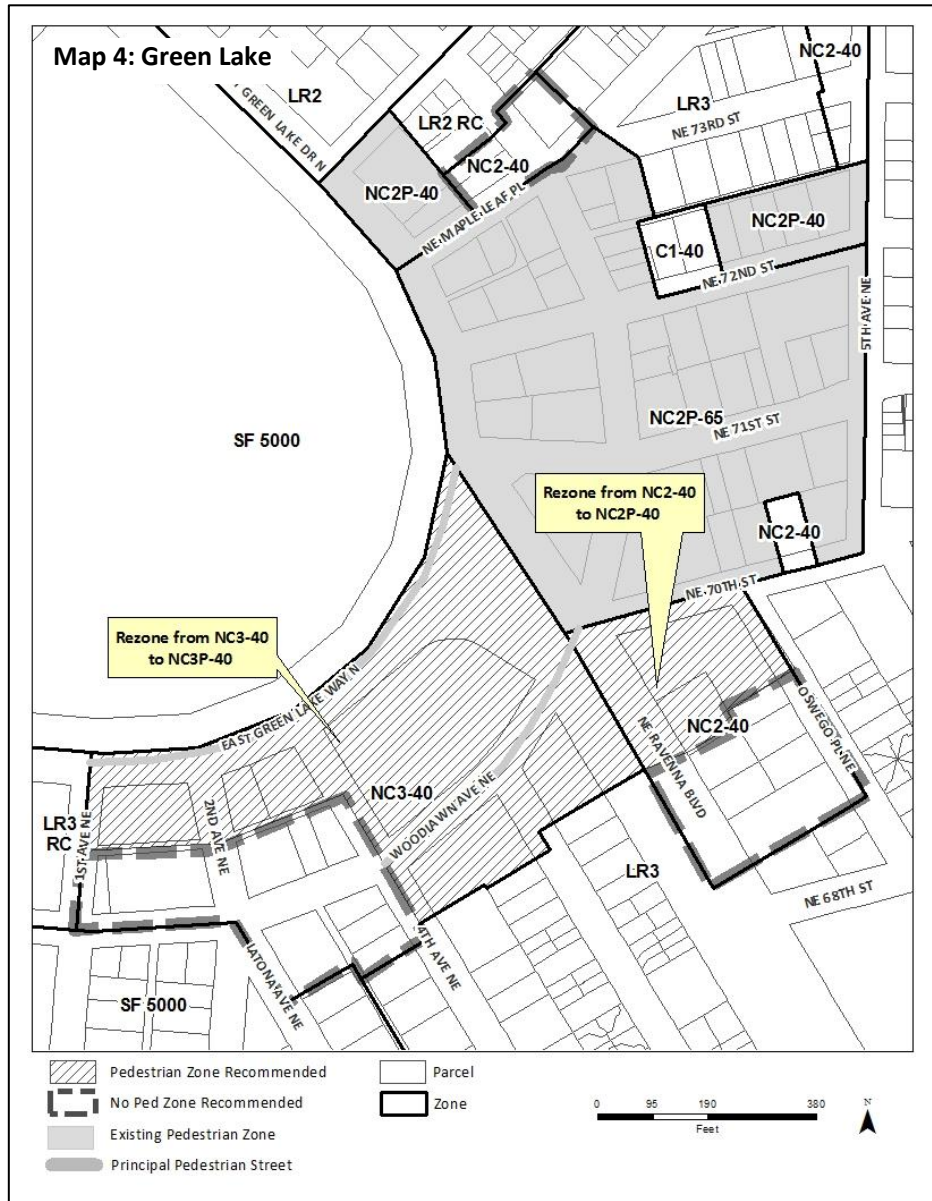 Map 4: Green Lake
NC2-40
LR2
LR3
GREEN LAKE DR N
LR2 RC
NE 73RD ST
NC2-40
NC2P-40
NE MAPLE LEAF PL
NC2P-40
C1-40
NE 72ND ST
5TH AVE NE
NC2P-65
NE 71ST ST
SF 5000
Rezone from NC2-40
to NC2P-40
NC2-40
NE 70TH ST
Rezone from NC3-40
to NC3P-40
EAST GREEN LAKE WAY N
NC2-40
OSWEGO PL NE
NE RAVENNA BLVD
NC3-40
WOODLAWN AVE NE
2ND AVE NE
LR3
RC
1ST AVE NE
LR3
NE 68TH ST
4TH AVE NE
LATONA AVE NE
SF 5000
Pedestrian Zone Recommended
Parcel
No Ped Zone Recommended
Zone
0 95 190 380
Feet
N
Existing Pedestrian Zone
Principal Pedestrian Street